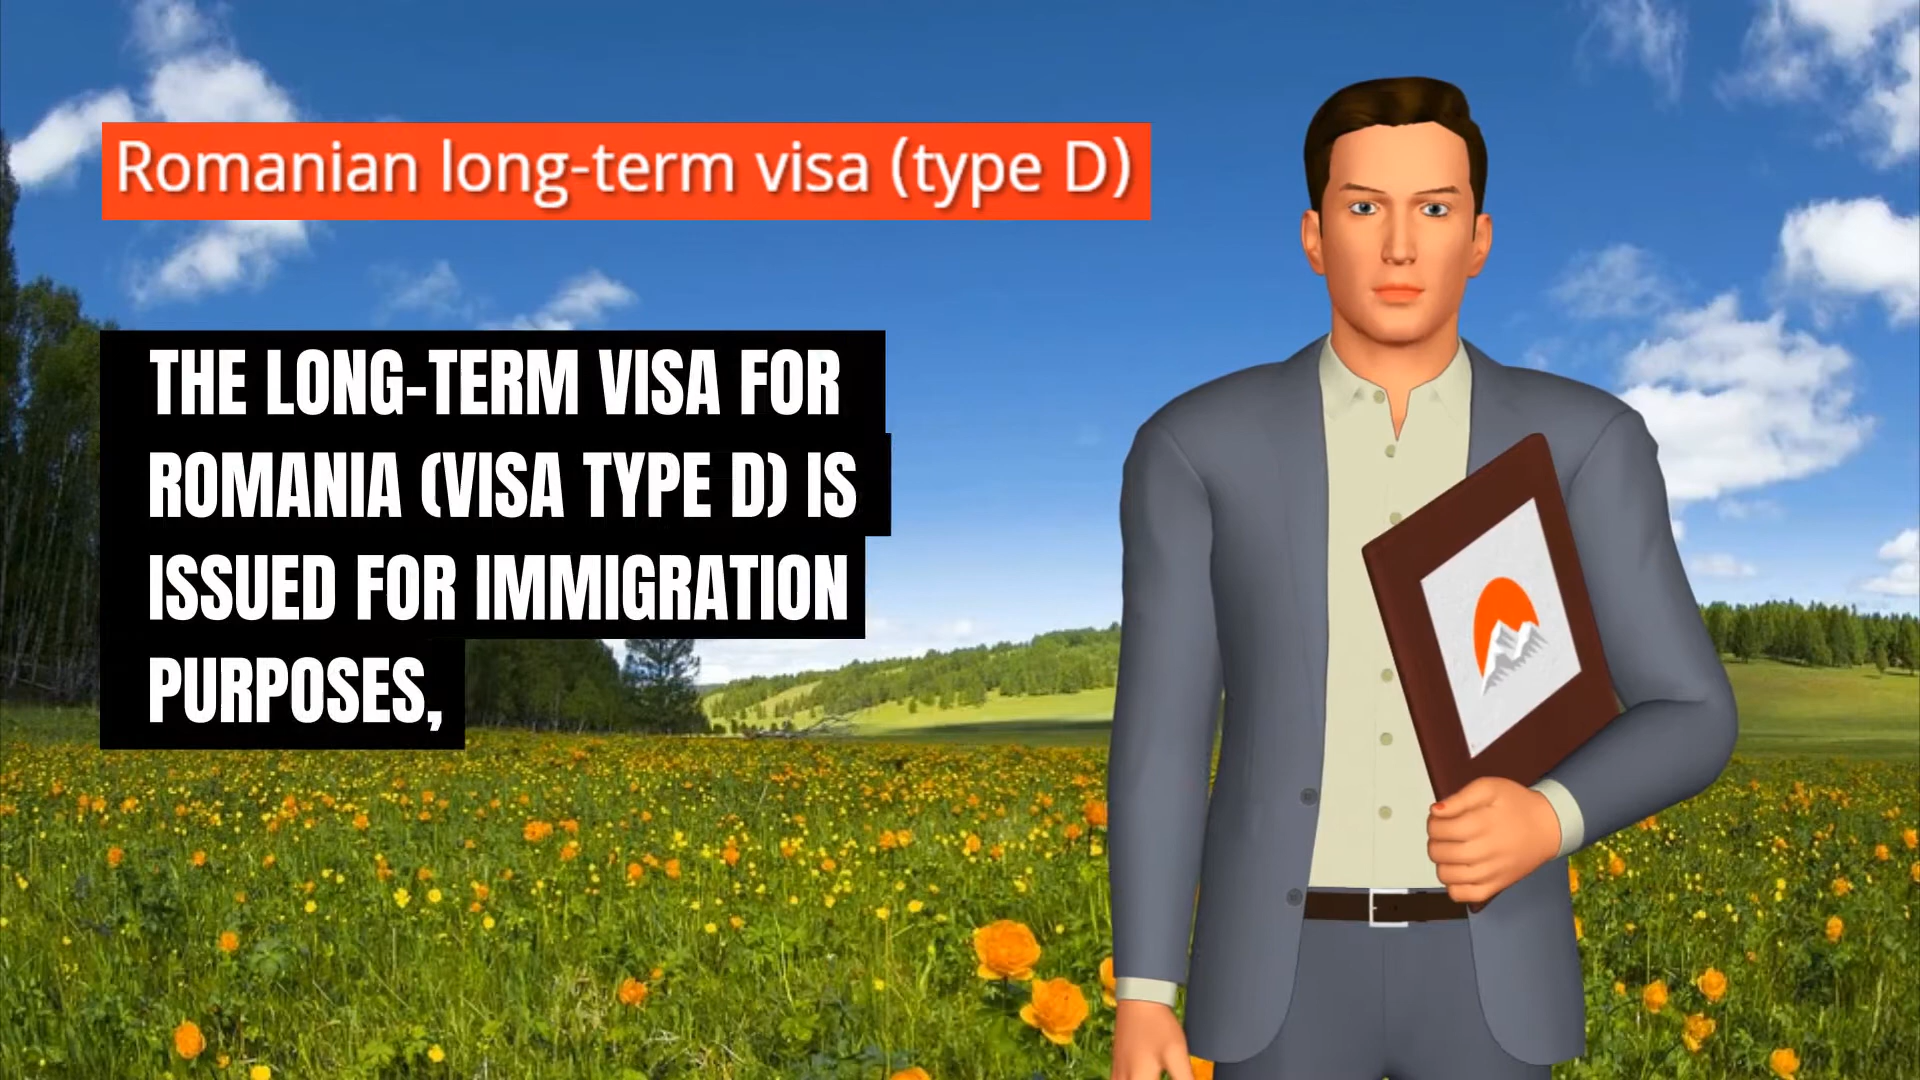 Romanian long-term visa (type D)
THE LONG-TERM VISA FOR
ROMANIA (VISA TYPE D) IS
ISSUED FOR IMMIGRATION
PURPOSES,